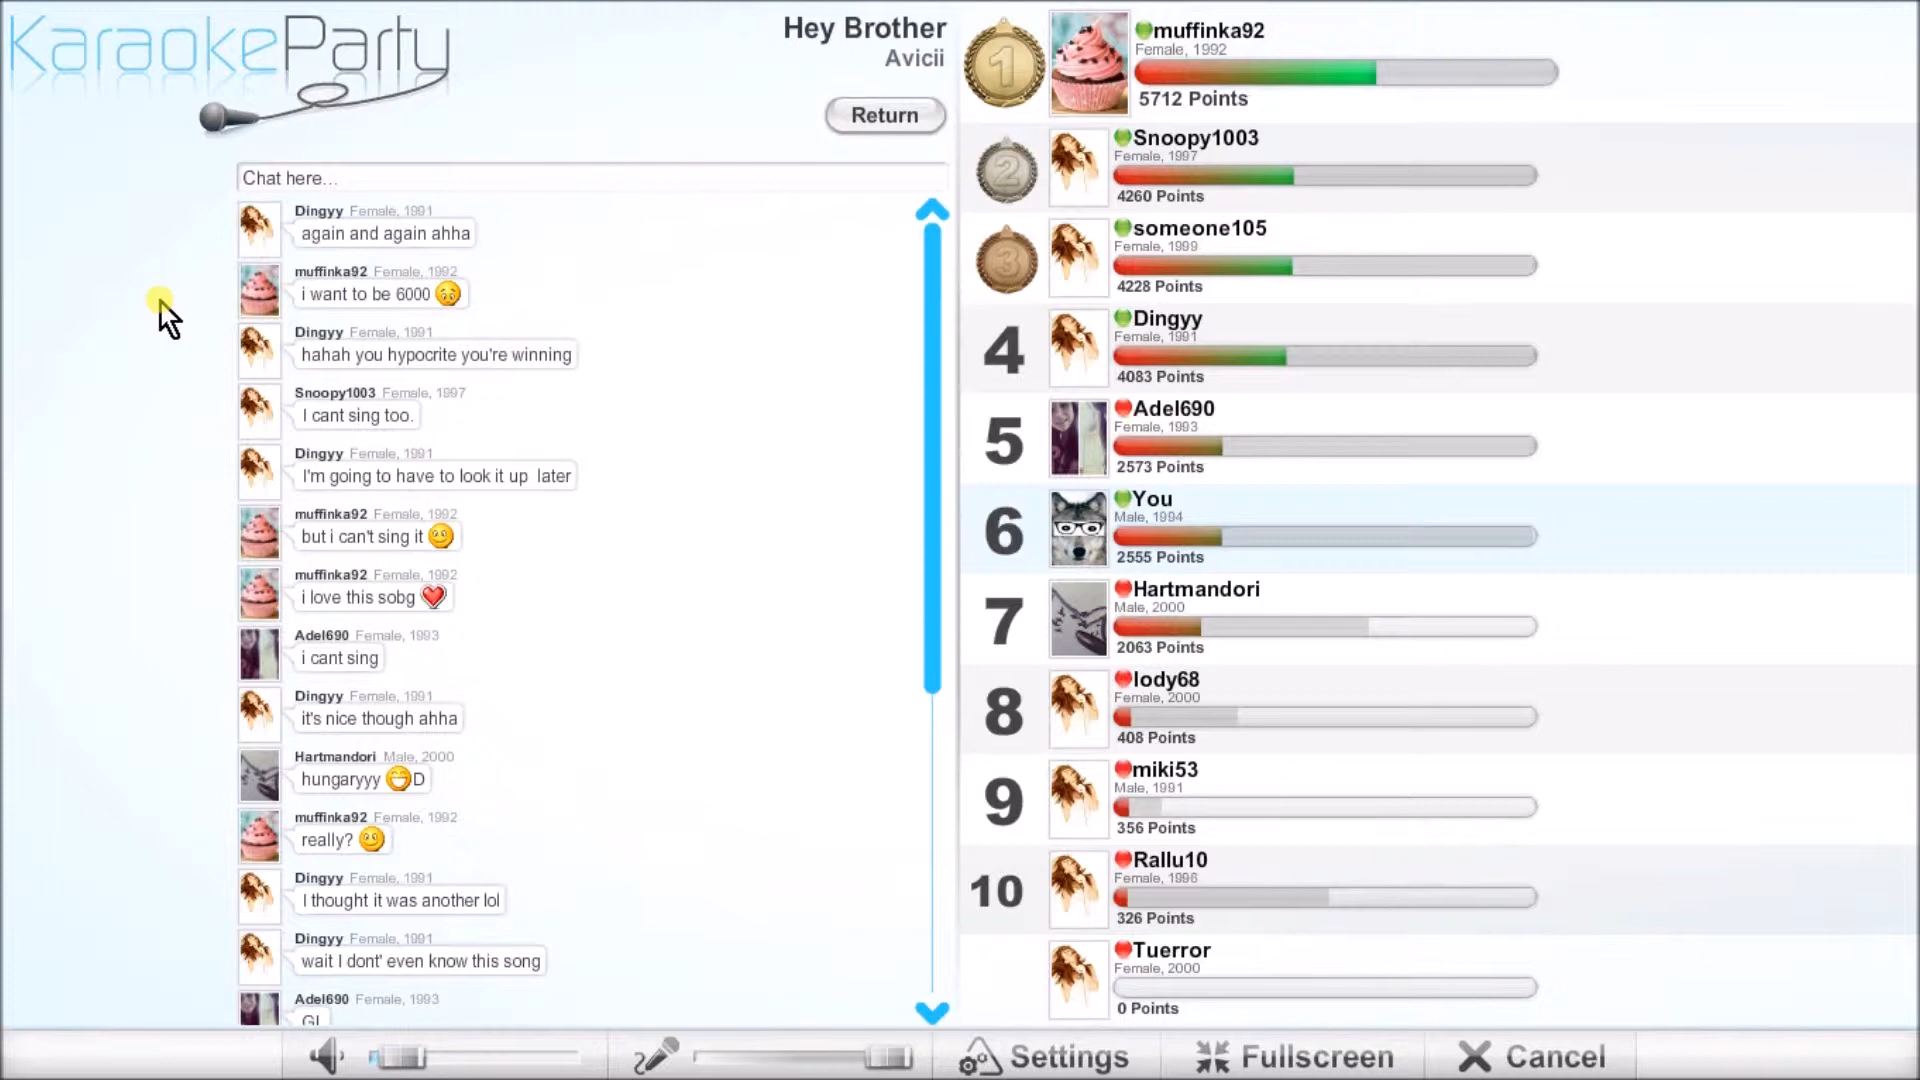 KaraokeParty
Hey Brother
Avicii
Return
Chat here...
Dingyy Female, 1991
again and again ahha
muffinka92 Female, 1992
i want to be 6000
Dingyy Female, 1991
hahah you hypocrite you're winning
Snoopy1003 Female, 1997
I cant sing too.
Dingyy Female, 1991
I'm going to have to look it up later
muffinka92 Female, 1992
but i can't sing it
muffinka92 Female, 1992
i love this sobg
Adel690 Female, 1993
i cant sing
Dingyy Female, 1991
it's nice though ahha
Hartmandori Male, 2000
hungaryyy D
muffinka92 Female, 1992
really?
Dingyy Female, 1991
I thought it was another lol
Dingyy Female, 1991
wait I dont' even know this song
Adel690 Female, 1993
1
muffinka92
Female, 1992
5712 Points
2
Snoopy1003
Female, 1997
4260 Points
3
someone105
Female, 1999
4228 Points
4
Dingyy
Female, 1991
4083 Points
5
Adel690
Female, 1993
2573 Points
6
You
Male, 1994
2555 Points
7
Hartmandori
Male, 2000
2063 Points
8
lody68
Female, 2000
408 Points
9
miki53
Male, 1991
356 Points
10
Rallu10
Female, 1996
326 Points
Tuerror
Female, 2000
0 Points
Settings
Fullscreen
Cancel